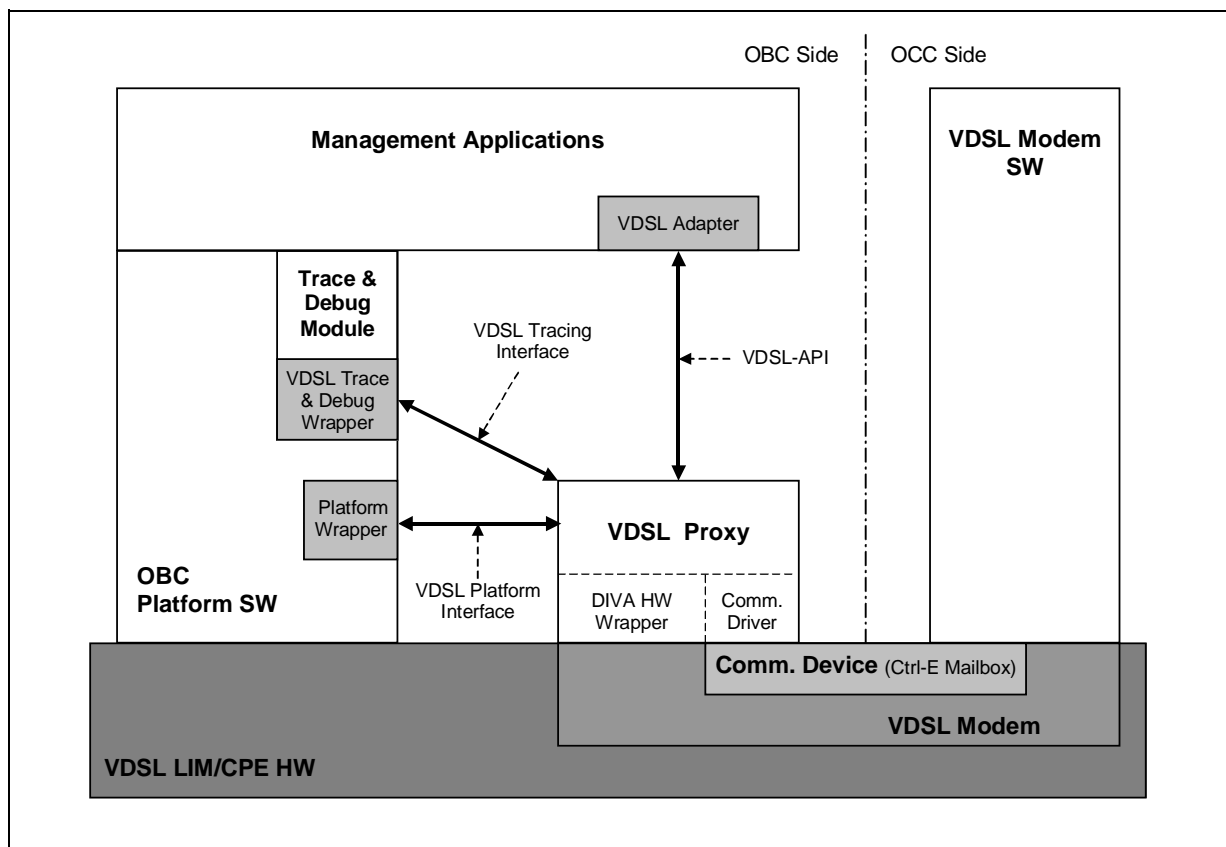 OBC Side
OCC Side
Management Applications
VDSL Modem
SW
VDSL Adapter
Trace &
Debug
Module
VDSL Tracing
Interface
VDSL-API
VDSL Trace
& Debug
Wrapper
Platform
Wrapper
VDSL Proxy
OBC
Platform SW
VDSL Platform
Interface
DIVA HW
Wrapper
Comm.
Driver
Comm. Device (Ctrl-E Mailbox)
VDSL Modem
VDSL LIM/CPE HW